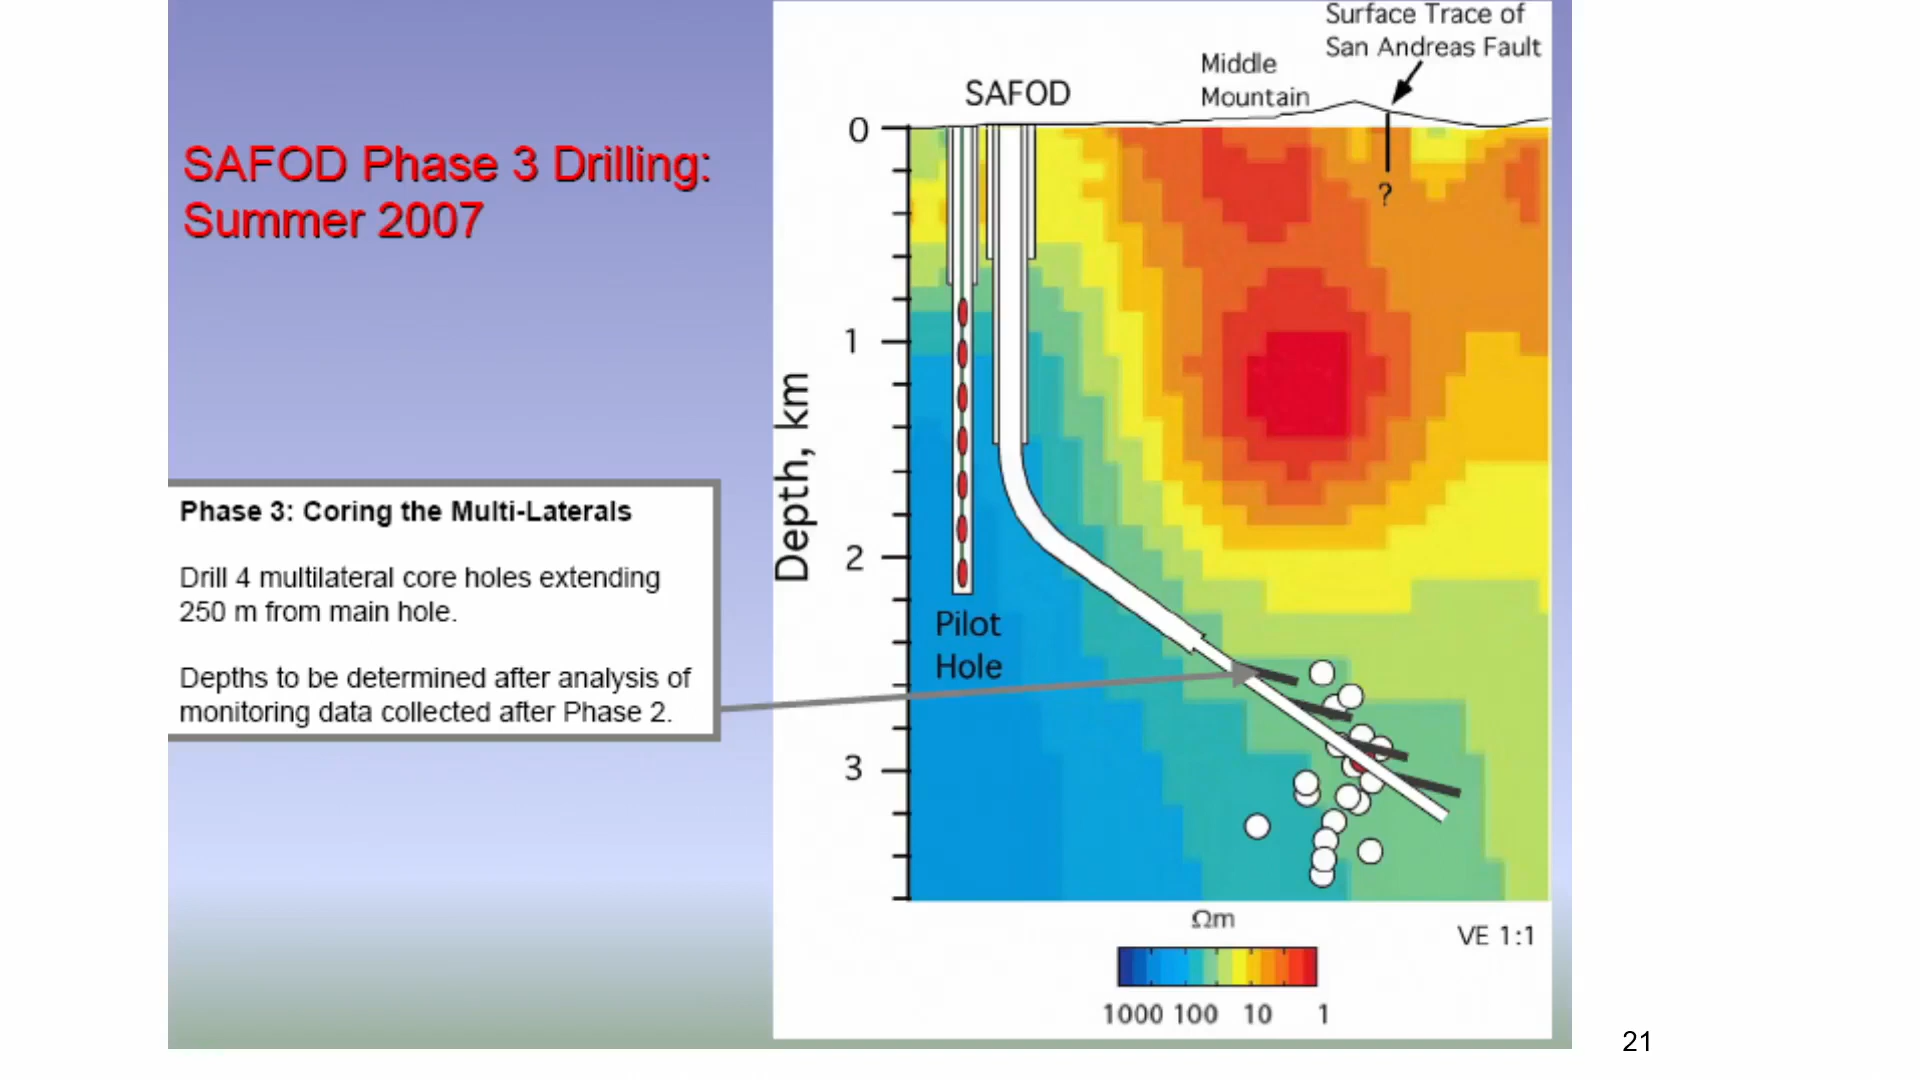 SAFOD Phase 3 Drilling:
Summer 2007
Phase 3: Coring the Multi-Laterals
Drill 4 multilateral core holes extending
250 m from main hole.
Depths to be determined after analysis of
monitoring data collected after Phase 2.
Surface Trace of
San Andreas Fault
Middle
Mountain
SAFOD
?
0
1
2
3
Depth, km
Pilot
Hole
Ωm
VE 1:1
1000 100 10 1
21